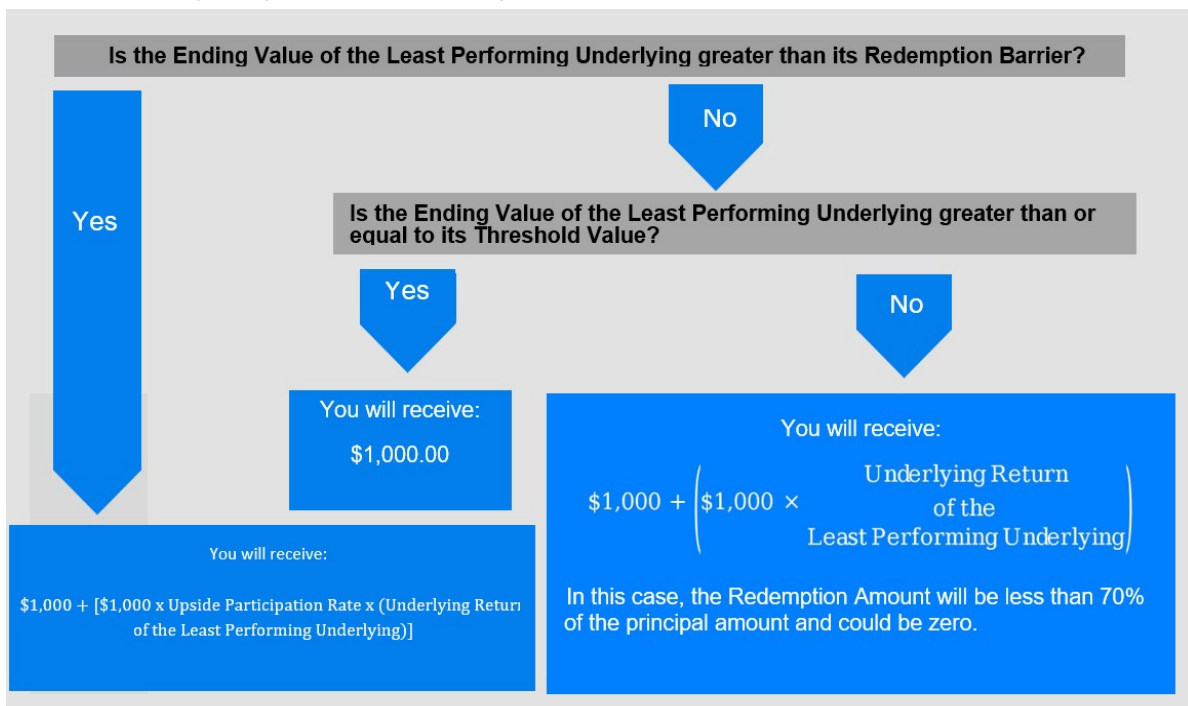 Is the Ending Value of the Least Performing Underlying greater than its Redemption Barrier?
No
Yes
Is the Ending Value of the Least Performing Underlying greater than or
equal to its Threshold Value?
Yes
No
You will receive:
$1,000.00
You will receive:
$1,000 + ($1,000 × Underlying Return
of the
Least Performing Underlying)
In this case, the Redemption Amount will be less than 70%
of the principal amount and could be zero.
You will receive:
$1,000 + [$1,000 x Upside Participation Rate x (Underlying Return
of the Least Performing Underlying)]